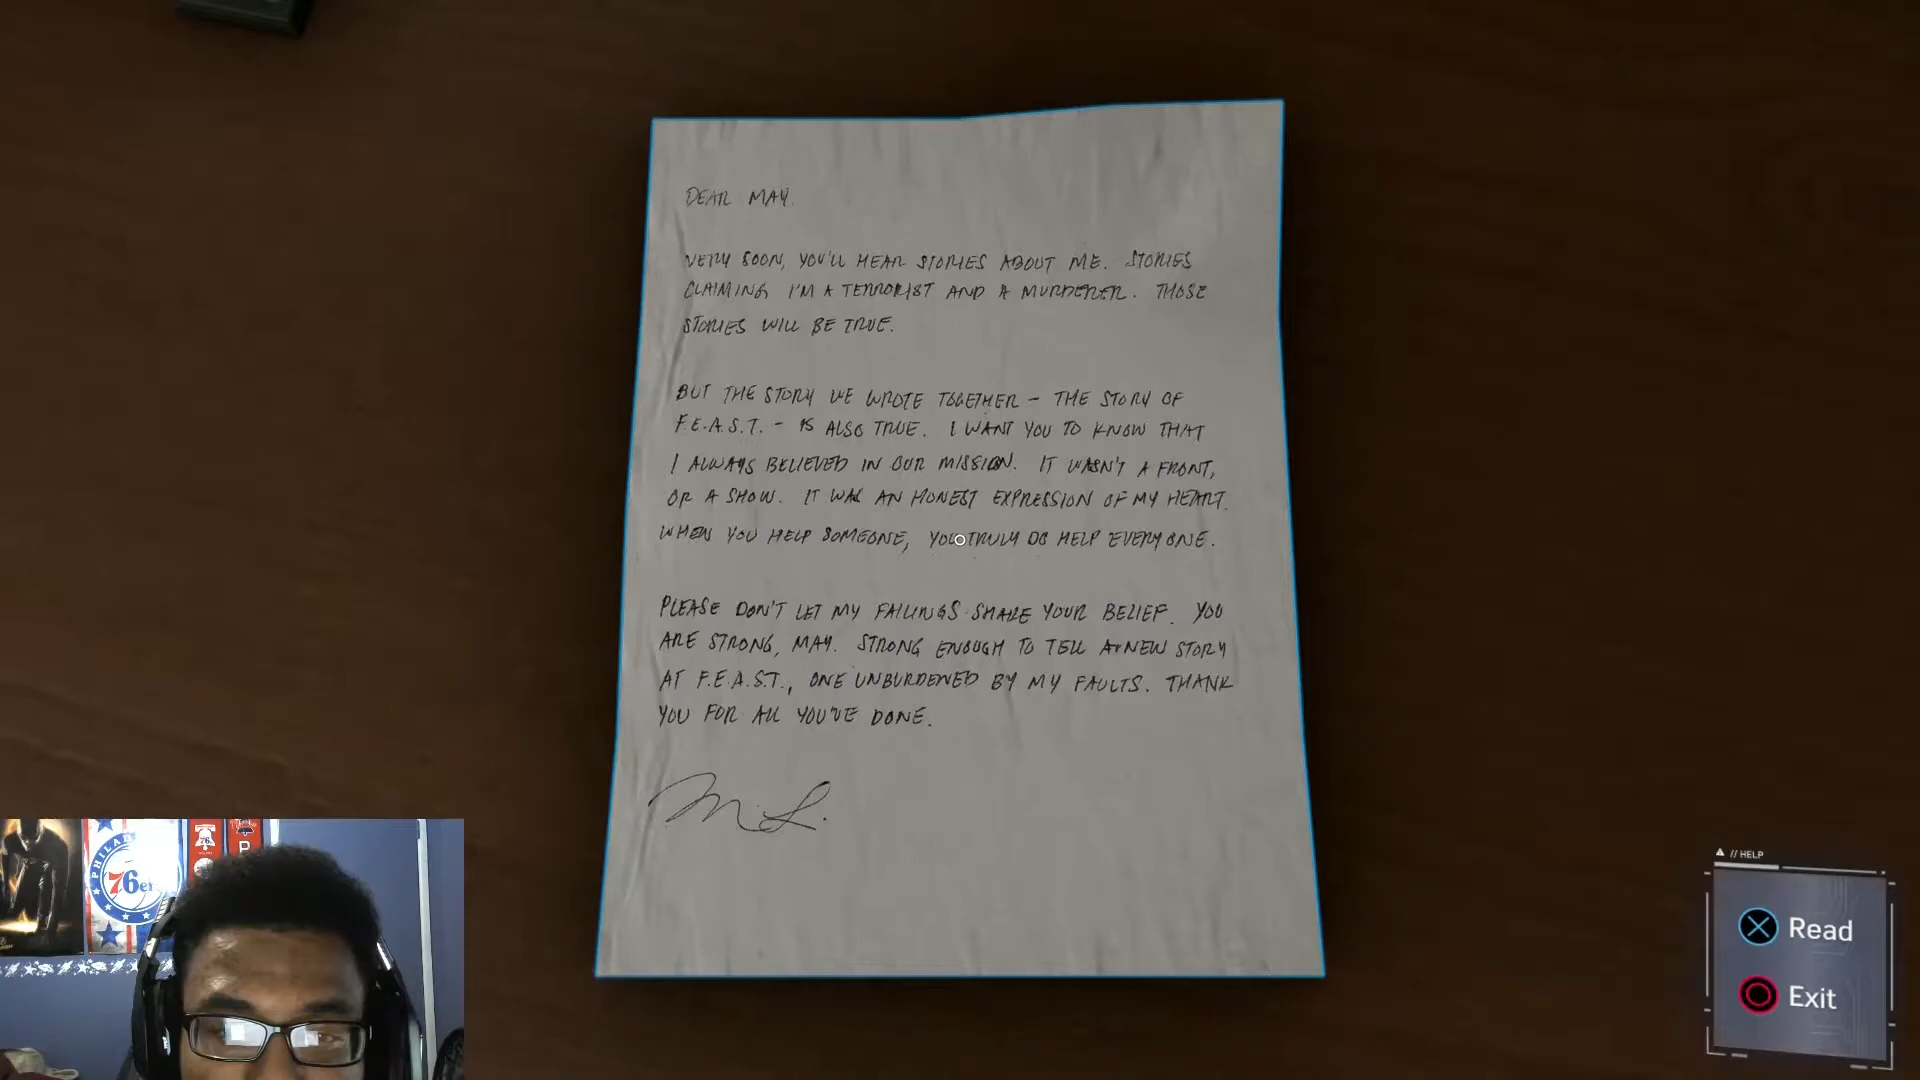 DEAR MAY.
VERY SOON, YOU'LL HEAR STORIES ABOUT ME. STORIES
CLAIMING I'M A TERRORIST AND A MURDERER. THOSE
STORIES WILL BE TRUE.
BUT THE STORY WE WROTE TOGETHER - THE STORY OF
F.E.A.S.T. - IS ALSO TRUE. I WANT YOU TO KNOW THAT
I ALWAYS BELIEVED IN OUR MISSION. IT WASN'T A FRONT,
OR A SHOW. IT WAS AN HONEST EXPRESSION OF MY HEART.
WHEN YOU HELP SOMEONE, YOU TRULY DO HELP EVERYONE.
PLEASE DON'T LET MY FAILINGS SHAKE YOUR BELIEF. YOU
ARE STRONG, MAY. STRONG ENOUGH TO TELL A NEW STORY
AT F.E.A.S.T., ONE UNBURDENED BY MY FAULTS. THANK
YOU FOR ALL YOU'VE DONE.
M L.
// HELP
Read
Exit
PHILA
76er
76
P